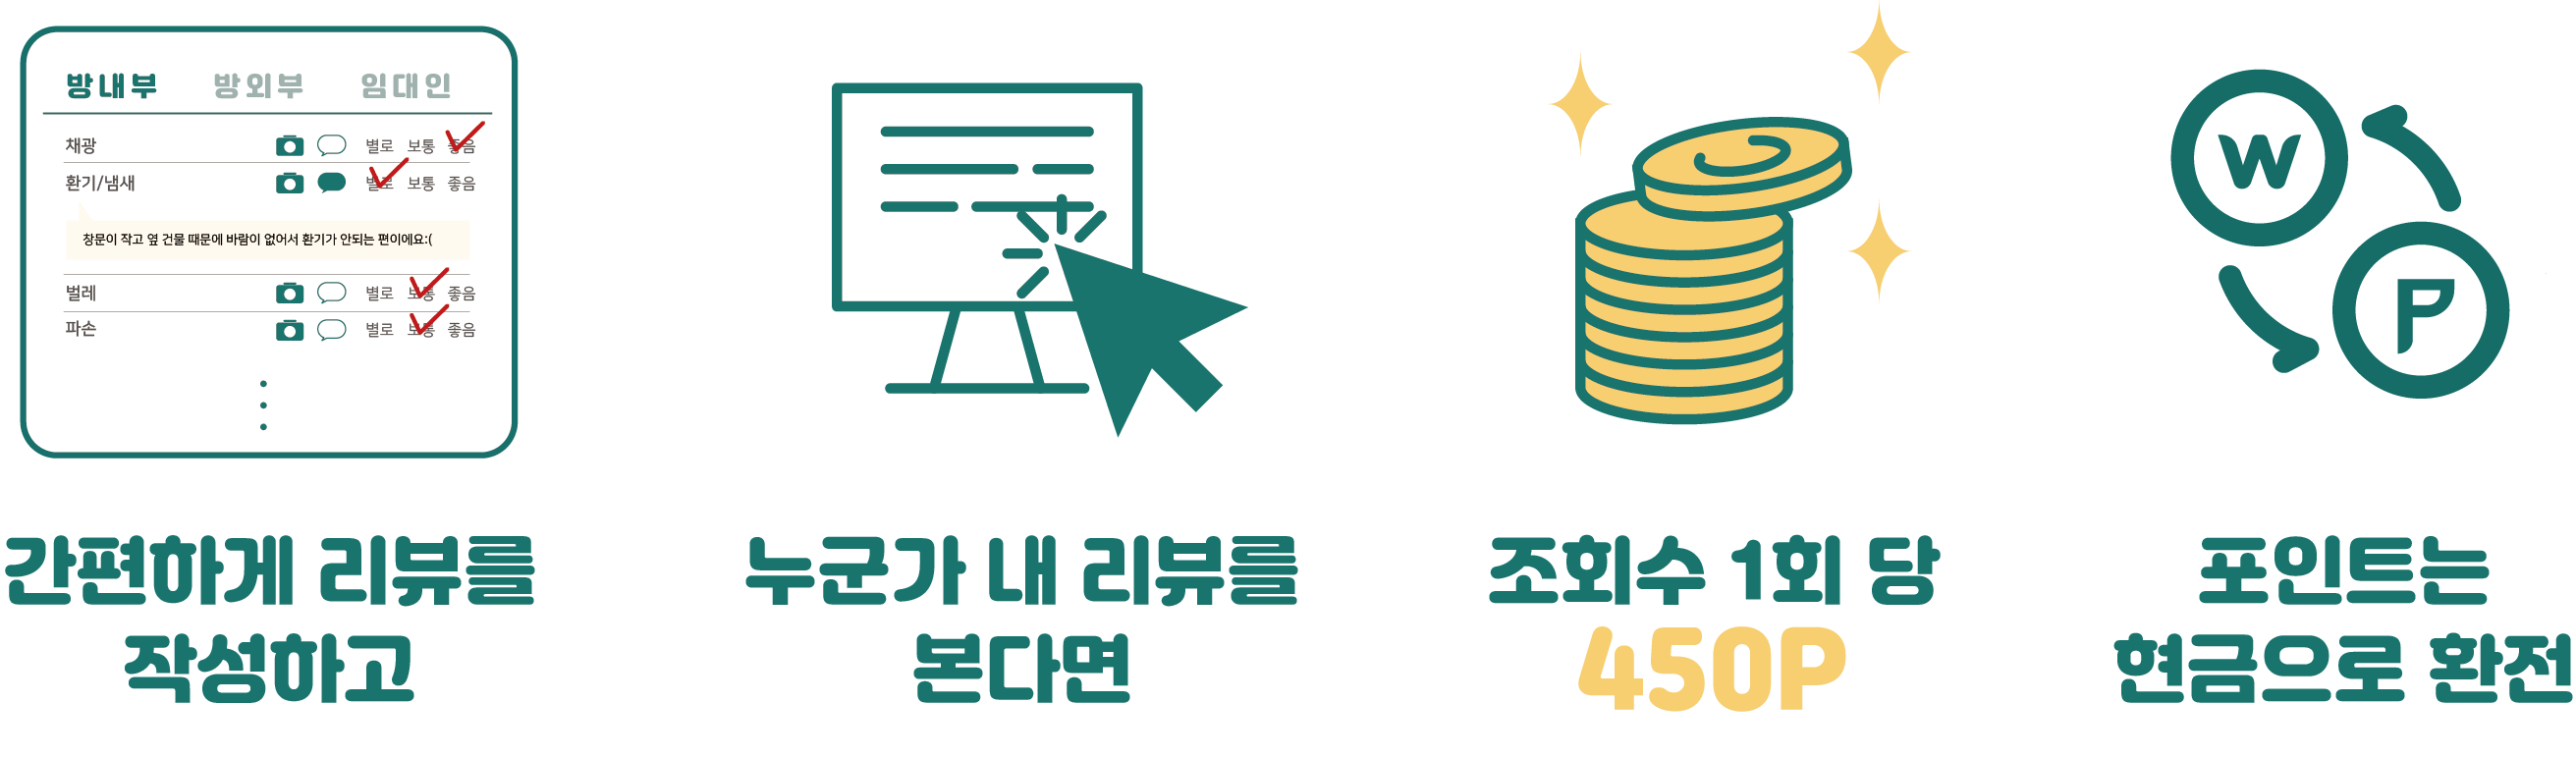 방내부 방외부 임대인
채광 별로 보통 좋음
환기/냄새 별로 보통 좋음
창문이 작고 옆 건물 때문에 바람이 없어서 환기가 안되는 편이에요:(
벌레 별로 보통 좋음
파손 별로 보통 좋음
간편하게 리뷰를
작성하고
누군가 내 리뷰를
본다면
조회수 1회 당
450P
W
P
포인트는
현금으로 환전